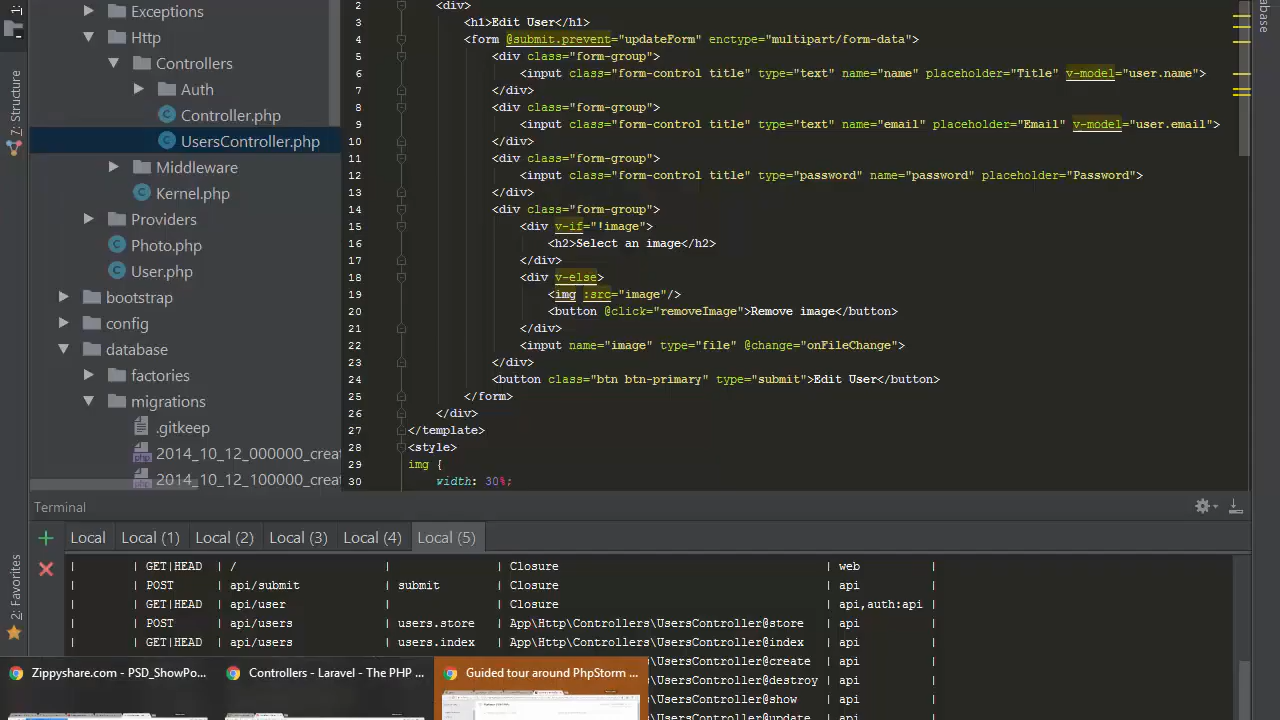 1:
7: Structure
2: Favorites
Exceptions
Http
Controllers
Auth
Controller.php
UsersController.php
Middleware
Kernel.php
Providers
Photo.php
User.php
bootstrap
config
database
factories
migrations
.gitkeep
2014_10_12_000000_creat
2014_10_12_100000_creat
2 <div>
3 <h1>Edit User</h1>
4 <form @submit.prevent="updateForm" enctype="multipart/form-data">
5 <div class="form-group">
6 <input class="form-control title" type="text" name="name" placeholder="Title" v-model="user.name">
7 </div>
8 <div class="form-group">
9 <input class="form-control title" type="text" name="email" placeholder="Email" v-model="user.email">
10 </div>
11 <div class="form-group">
12 <input class="form-control title" type="password" name="password" placeholder="Password">
13 </div>
14 <div class="form-group">
15 <div v-if="!image">
16 <h2>Select an image</h2>
17 </div>
18 <div v-else>
19 <img :src="image"/>
20 <button @click="removeImage">Remove image</button>
21 </div>
22 <input name="image" type="file" @change="onFileChange">
23 </div>
24 <button class="btn btn-primary" type="submit">Edit User</button>
25 </form>
26 </div>
27 </template>
28 <style>
29 img {
30 width: 30%;
Terminal
Local Local (1) Local (2) Local (3) Local (4) Local (5)
| | GET|HEAD | / | | Closure | web |
| | POST | api/submit | submit | Closure | api |
| | GET|HEAD | api/user | | Closure | api,auth:api |
| | POST | api/users | users.store | App\Http\Controllers\UsersController@store | api |
| | GET|HEAD | api/users | users.index | App\Http\Controllers\UsersController@index | api |
\UsersController@create | api |
\UsersController@destroy | api |
Zippyshare.com - PSD_ShowPo... Controllers - Laravel - The PHP ... Guided tour around PhpStorm ...